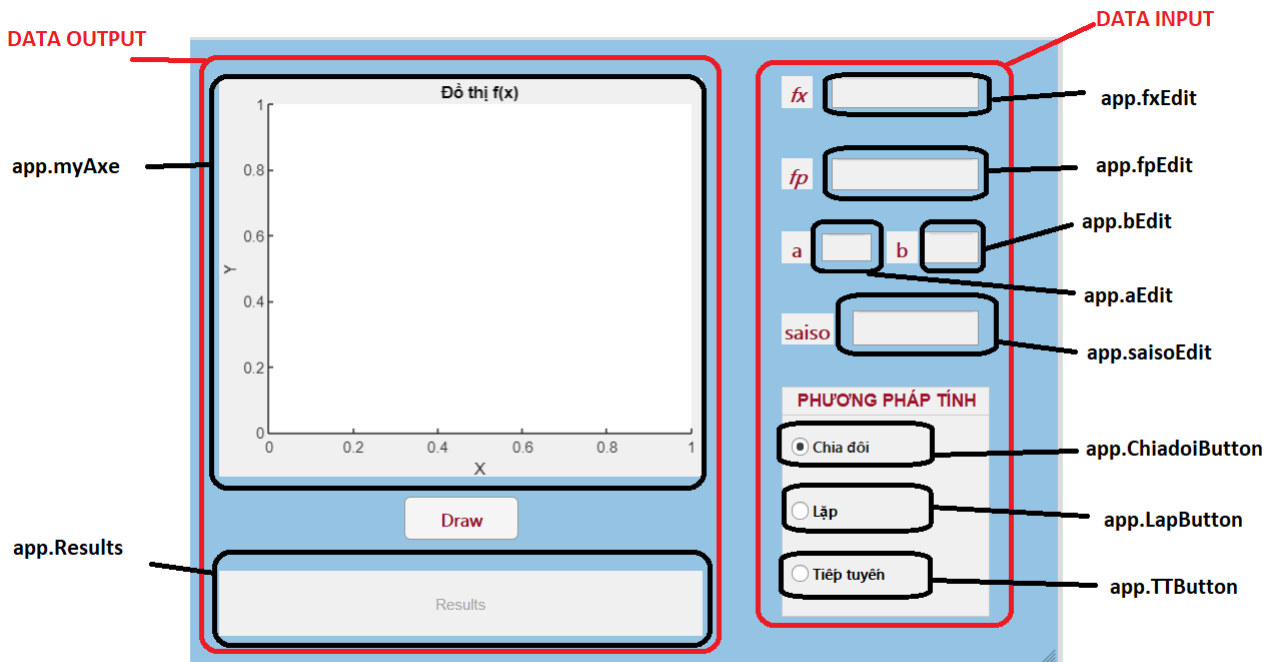 DATA OUTPUT
DATA INPUT
Đồ thị f(x)
1
0.8
0.6
0.4
0.2
0
0 0.2 0.4 0.6 0.8 1
Y
X
app.myAxe
Draw
app.Results
Results
fx
app.fxEdit
fp
app.fpEdit
a
b
app.bEdit
app.aEdit
saiso
app.saisoEdit
PHƯƠNG PHÁP TÍNH
Chia đôi
app.ChiadoiButton
Lặp
app.LapButton
Tiếp tuyến
app.TTButton